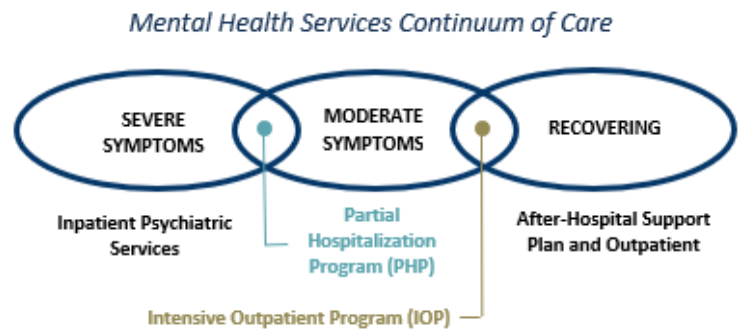 Mental Health Services Continuum of Care
SEVERE
SYMPTOMS
MODERATE
SYMPTOMS
RECOVERING
Inpatient Psychiatric
Services
Partial
Hospitalization
Program (PHP)
After-Hospital Support
Plan and Outpatient
Intensive Outpatient Program (IOP)